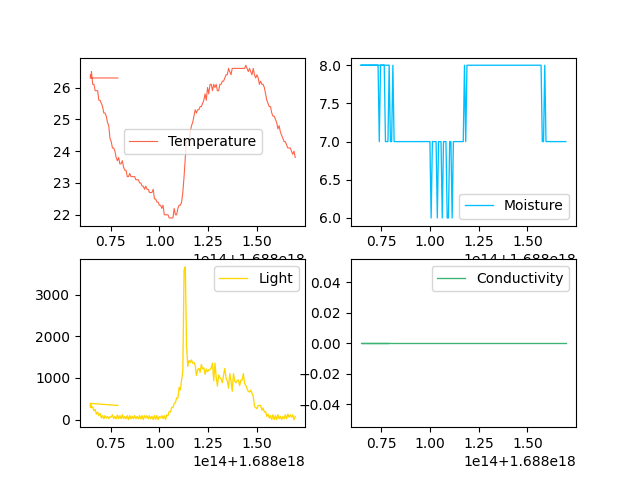 26
25
24
23
22
Temperature
0.75 1.00 1.25 1.50
1e14+1.688e18
8.0
7.5
7.0
6.5
6.0
Moisture
0.75 1.00 1.25 1.50
1e14+1.688e18
3000
2000
1000
0
Light
0.75 1.00 1.25 1.50
1e14+1.688e18
0.04
0.02
0.00
−0.02
−0.04
Conductivity
0.75 1.00 1.25 1.50
1e14+1.688e18